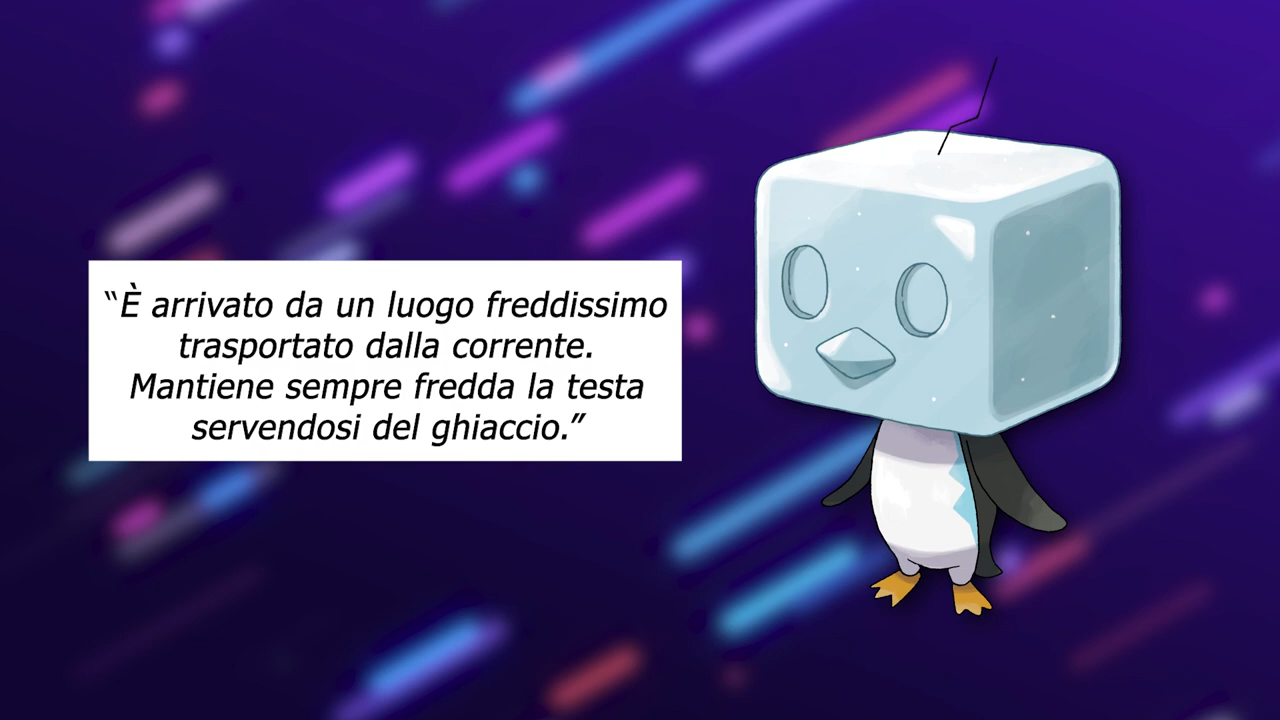 “È arrivato da un luogo freddissimo
trasportato dalla corrente.
Mantiene sempre fredda la testa
servendosi del ghiaccio.”